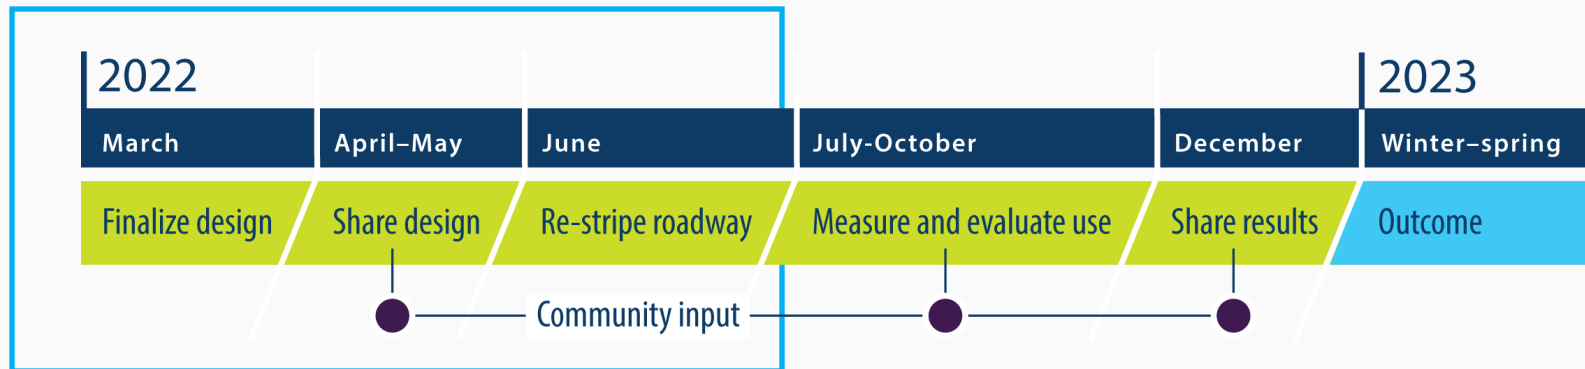 2022
2023
March
April–May
June
July-October
December
Winter–spring
Finalize design
Share design
Re-stripe roadway
Measure and evaluate use
Share results
Outcome
Community input